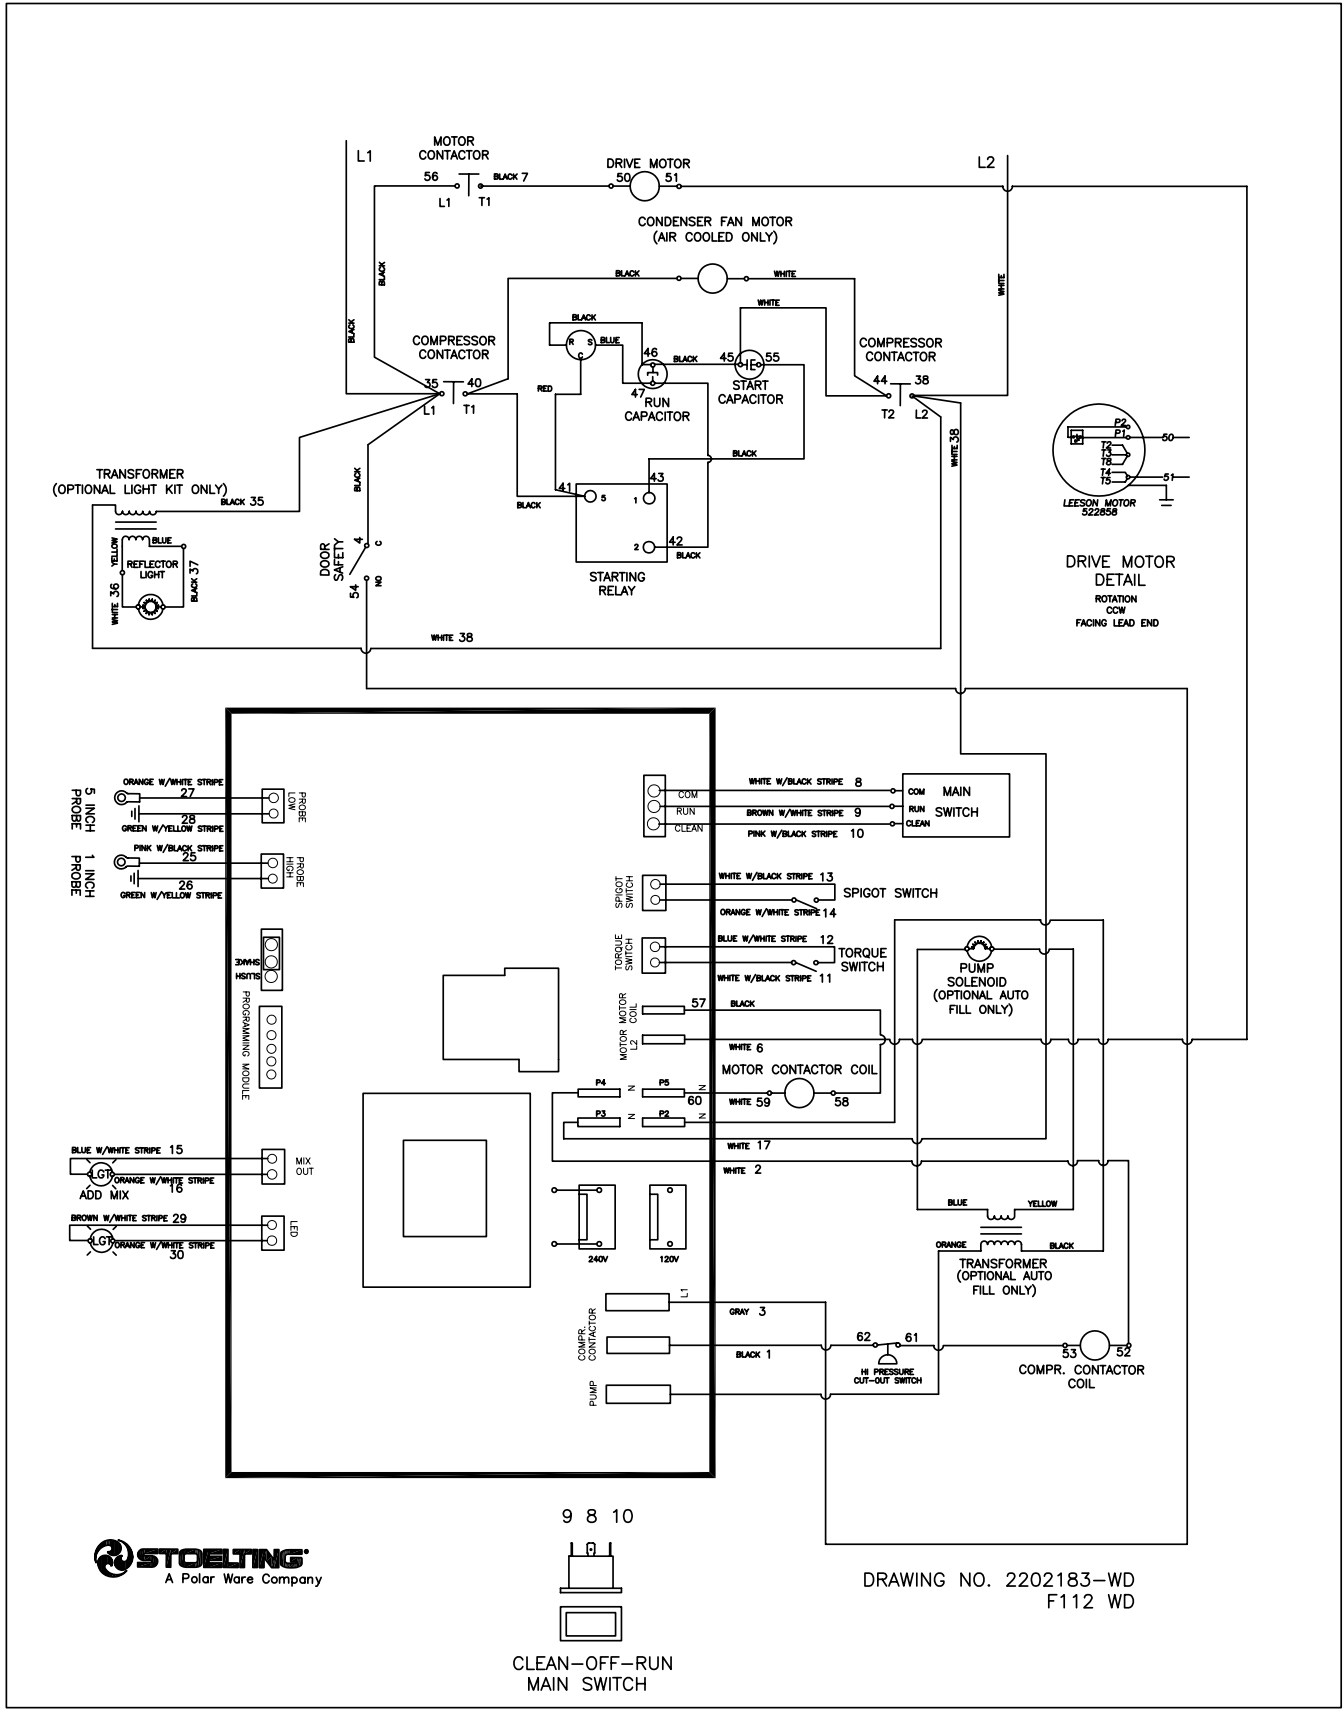 L1
MOTOR
CONTACTOR
56
L1
T1
BLACK 7
DRIVE MOTOR
50
51
L2
CONDENSER FAN MOTOR
(AIR COOLED ONLY)
BLACK
WHITE
BLACK
BLACK
WHITE
WHITE
COMPRESSOR
CONTACTOR
35
40
L1
T1
BLACK
R
S
C
BLUE
RED
46
47
BLACK
RUN
CAPACITOR
45
55
START
CAPACITOR
COMPRESSOR
CONTACTOR
44
38
T2
L2
WHITE 38
BLACK
41
43
5
1
2
42
BLACK
BLACK
STARTING
RELAY
P2
P1
T2
T3
T8
T4
T5
50
51
LEESON MOTOR
522858
DRIVE MOTOR
DETAIL
ROTATION
CCW
FACING LEAD END
TRANSFORMER
(OPTIONAL LIGHT KIT ONLY)
BLACK 35
YELLOW
BLUE
REFLECTOR
LIGHT
WHITE 36
BLACK 37
BLACK
DOOR
SAFETY
4
C
54
NO
WHITE 38
5 INCH
PROBE
ORANGE W/WHITE STRIPE
27
28
GREEN W/YELLOW STRIPE
PROBE
LOW
1 INCH
PROBE
PINK W/BLACK STRIPE
25
26
GREEN W/YELLOW STRIPE
PROBE
HIGH
SHAKE
SLUSH
PROGRAMMING MODULE
BLUE W/WHITE STRIPE 15
LGT
ORANGE W/WHITE STRIPE
16
ADD MIX
MIX
OUT
BROWN W/WHITE STRIPE 29
LGT
ORANGE W/WHITE STRIPE
30
LED
COM
RUN
CLEAN
WHITE W/BLACK STRIPE 8
BROWN W/WHITE STRIPE 9
PINK W/BLACK STRIPE 10
COM
RUN
CLEAN
MAIN
SWITCH
SPIGOT
SWITCH
WHITE W/BLACK STRIPE 13
ORANGE W/WHITE STRIPE 14
SPIGOT SWITCH
TORQUE
SWITCH
BLUE W/WHITE STRIPE 12
WHITE W/BLACK STRIPE 11
TORQUE
SWITCH
PUMP
SOLENOID
(OPTIONAL AUTO
FILL ONLY)
MOTOR
COIL
57
BLACK
MOTOR
L2
WHITE 6
MOTOR CONTACTOR COIL
P4
N
P5
N
60
WHITE 59
58
P3
N
P2
N
WHITE 17
WHITE 2
240V
120V
BLUE
YELLOW
ORANGE
BLACK
TRANSFORMER
(OPTIONAL AUTO
FILL ONLY)
L1
GRAY 3
COMPR.
CONTACTOR
BLACK 1
62
61
HI PRESSURE
CUT-OUT SWITCH
53
52
COMPR. CONTACTOR
COIL
PUMP
9 8 10
CLEAN-OFF-RUN
MAIN SWITCH
STOELTING
A Polar Ware Company
DRAWING NO. 2202183-WD
F112 WD